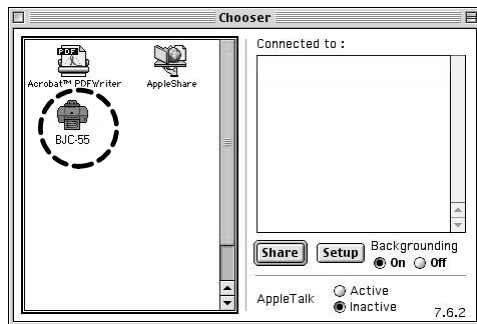 Chooser
Acrobat™ PDFWriter
AppleShare
BJC-55
Connected to :
Share
Setup
Backgrounding
On
Off
AppleTalk
Active
Inactive
7.6.2